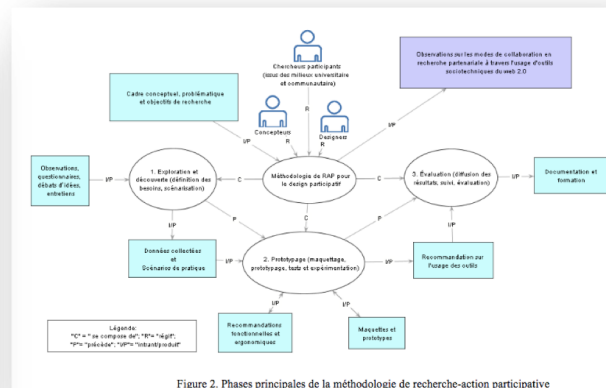 Chercheurs participants
(issue des milieux universitaire
et communautaire)
Observations sur les modes de collaboration en
recherche partenariale à travers l'usage d'outils
sociotechniques du web 2.0
Cadre conceptuel, problématique
et objectifs de recherche
R
Concepteurs
Designers
R
R
I/P
I/P
Observations,
questionnaires,
débats d'idées,
entretiens
I/P
1. Exploration et
découverte (définition des
besoins, scénarisation)
C
Méthodologie de RAP pour
le design participatif
C
3. Évaluation (diffusion des
résultats, suivi, évaluation)
I/P
Documentation et
formation
C
I/P
P
P
I/P
Données collectées
et
Scénarios de pratique
I/P
2. Prototypage (maquettage,
prototypage, tests et expérimentation)
I/P
Recommandation sur
l'usage des outils
I/P
I/P
Légende:
"C" = " se compose de"; "R"= "régit";
"P"= "précède"; "I/P"= "intrant/produit"
Recommandations
fonctionnelles et
ergonomiques
Maquettes et
prototypes
Figure 2. Phases principales de la méthodologie de recherche-action participative